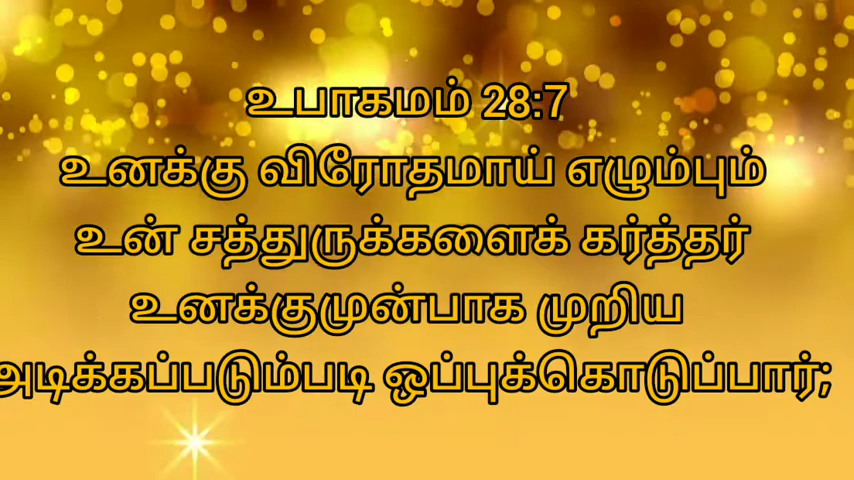 உபாகமம் 28:7
உனக்கு விரோதமாய் எழும்பும்
உன் சத்துருக்களைக் கர்த்தர்
உனக்குமுன்பாக முறிய
அடிக்கப்படும்படி ஒப்புக்கொடுப்பார்;